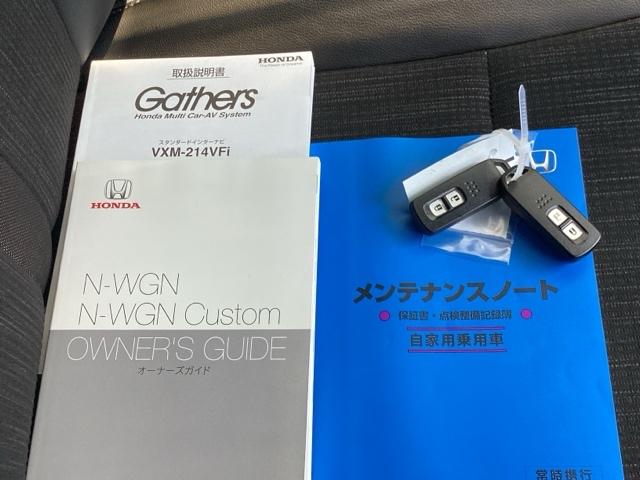 取扱説明書
HONDA
The Power of Dreams
Gathers
Honda Multi Car-AV System
スタンダードインターナビ
VXM-214VFi
HONDA
N-WGN
N-WGN Custom
OWNER'S GUIDE
オーナーズガイド
メンテナンスノート
保証書・点検整備記録簿
自家用乗用車
常時携行